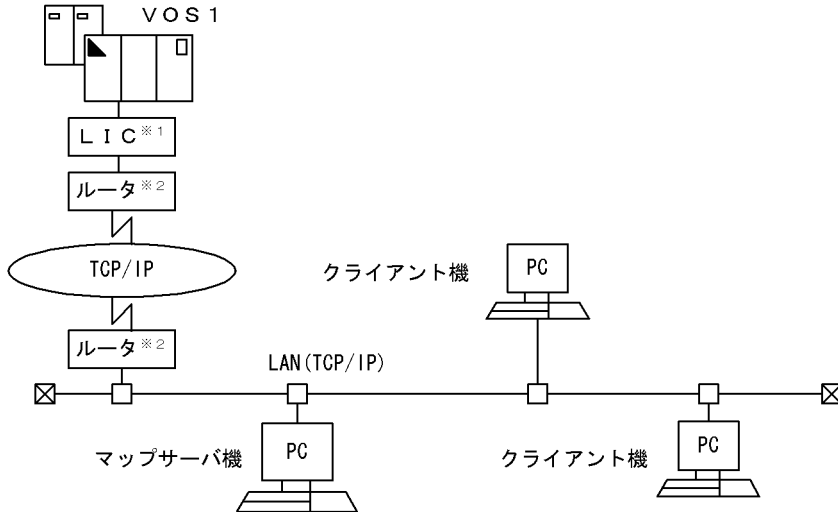 ＶＯＳ１
ＬＩＣ※1
ルータ※2
TCP/IP
ルータ※2
クライアント機
PC
LAN(TCP/IP)
マップサーバ機
PC
クライアント機
PC